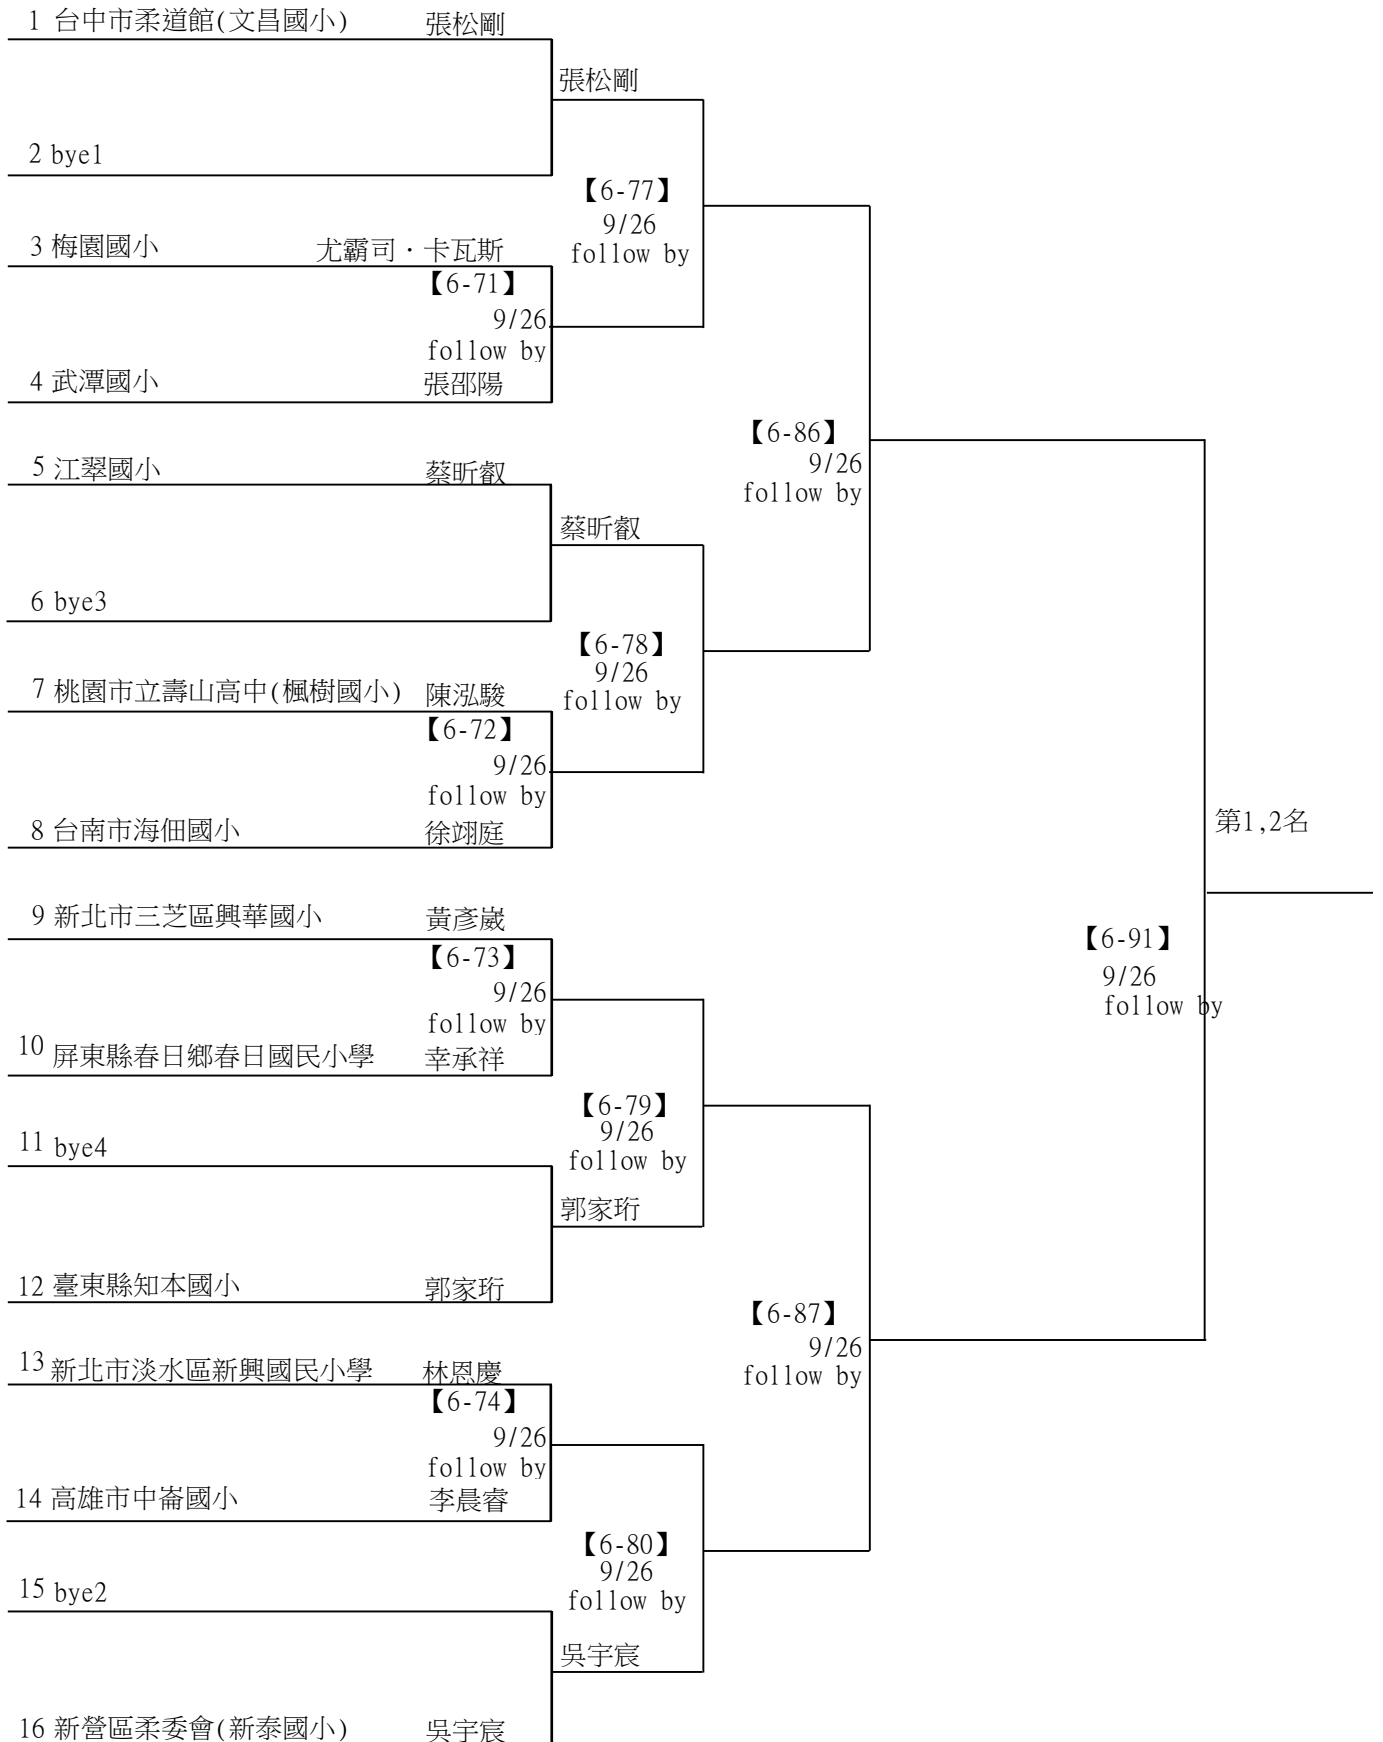 1 台中市柔道館(文昌國小) 張松剛
張松剛
2 bye1
【6-77】
9/26
follow by
3 梅園國小 尤霸司·卡瓦斯
【6-71】
9/26
follow by
4 武潭國小 張邵陽
【6-86】
9/26
follow by
5 江翠國小 蔡昕叡
蔡昕叡
6 bye3
【6-78】
9/26
follow by
7 桃園市立壽山高中(楓樹國小) 陳泓駿
【6-72】
9/26
follow by
8 台南市海佃國小 徐翊庭
第1,2名
9 新北市三芝區興華國小 黃彥崴
【6-73】
9/26
follow by
【6-91】
9/26
follow by
10 屏東縣春日鄉春日國民小學 幸承祥
【6-79】
9/26
follow by
11 bye4
郭家珩
12 臺東縣知本國小 郭家珩
【6-87】
9/26
follow by
13 新北市淡水區新興國民小學 林恩慶
【6-74】
9/26
follow by
14 高雄市中崙國小 李晨睿
【6-80】
9/26
follow by
15 bye2
吳宇宸
16 新營區柔委會(新泰國小) 吳宇宸